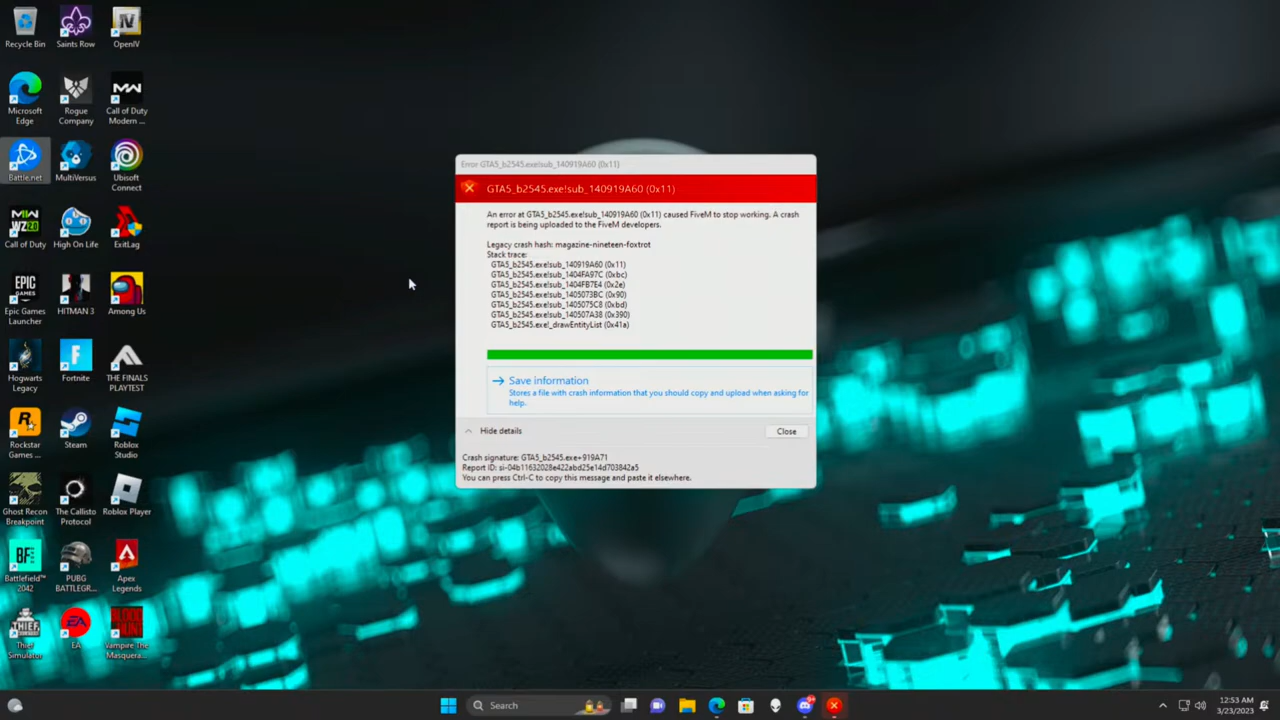 Recycle Bin
Saints Row
OpenIV
Microsoft
Edge
Rogue
Company
Call of Duty
Modern ...
Battle.net
MultiVersus
Ubisoft
Connect
Call of Duty
High On Life
ExitLag
Epic Games
Launcher
HITMAN 3
Among Us
Hogwarts
Legacy
Fortnite
THE FINALS
PLAYTEST
Rockstar
Games ...
Steam
Roblox
Studio
Ghost Recon
Breakpoint
The Callisto
Protocol
Roblox Player
Battlefield™
2042
PUBG
BATTLEGR...
Apex
Legends
Thief
Simulator
EA
Vampire The
Masquera...
Error GTA5_b2545.exe!sub_140919A60 (0x11)
GTA5_b2545.exe!sub_140919A60 (0x11)
An error at GTA5_b2545.exe!sub_140919A60 (0x11) caused FiveM to stop working. A crash
report is being uploaded to the FiveM developers.
Legacy crash hash: magazine-nineteen-foxtrot
Stack trace:
GTA5_b2545.exe!sub_140919A60 (0x11)
GTA5_b2545.exe!sub_1404FA97C (0xbc)
GTA5_b2545.exe!sub_1404FB7E4 (0x2e)
GTA5_b2545.exe!sub_1405073BC (0x90)
GTA5_b2545.exe!sub_1405075C8 (0xbd)
GTA5_b2545.exe!sub_140507A38 (0x390)
GTA5_b2545.exe!_drawEntityList (0x41a)
Save information
Stores a file with crash information that you should copy and upload when asking for
help.
Hide details
Close
Crash signature: GTA5_b2545.exe+919A71
Report ID: si-04b11632028e422abd25e14d703842a5
You can press Ctrl-C to copy this message and paste it elsewhere.
Search
12:53 AM
3/23/2023